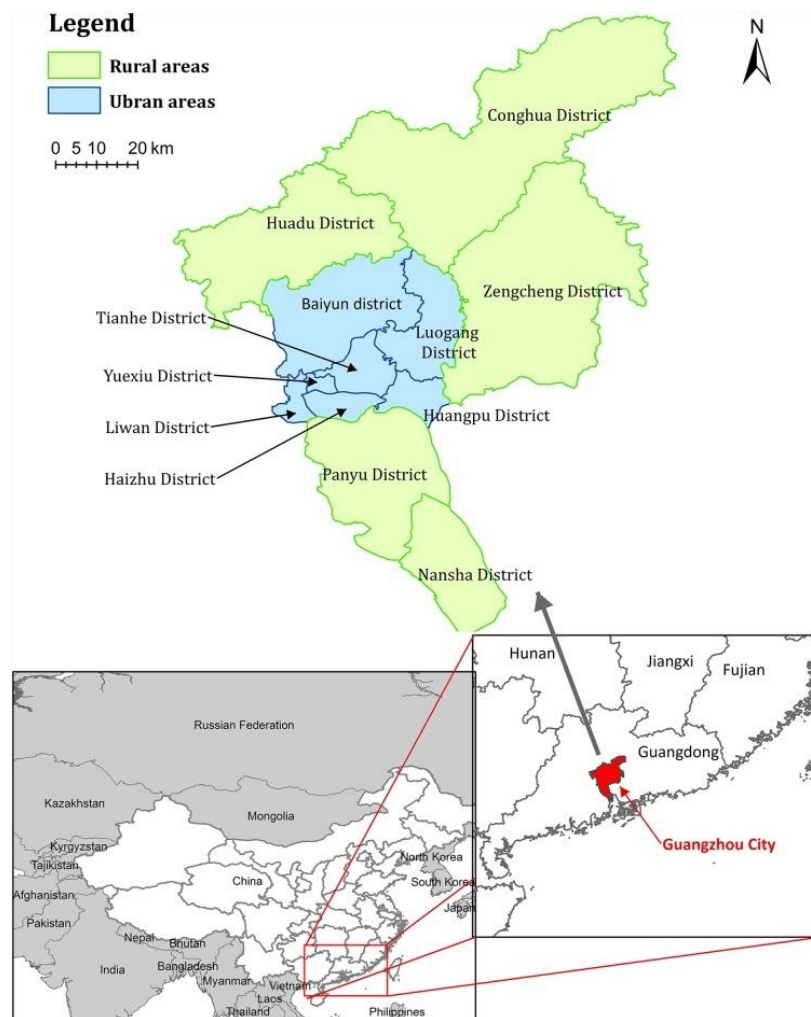 Legend
Rural areas
Ubran areas
0 5 10 20 km
N
Conghua District
Huadu District
Zengcheng District
Baiyun district
Tianhe District
Luogang
District
Yuexiu District
Liwan District
Huangpu District
Haizhu District
Panyu District
Nansha District
Hunan
Jiangxi
Fujian
Guangdong
Guangzhou City
Russian Federation
Kazakhstan
Mongolia
Kyrgyzstan
Tajikistan
North Korea
China
South Korea
Afghanistan
Japan
Pakistan
Nepal
Bhutan
India
Bangladesh
Myanmar
Vietnam
Laos
Thailand
Philippines